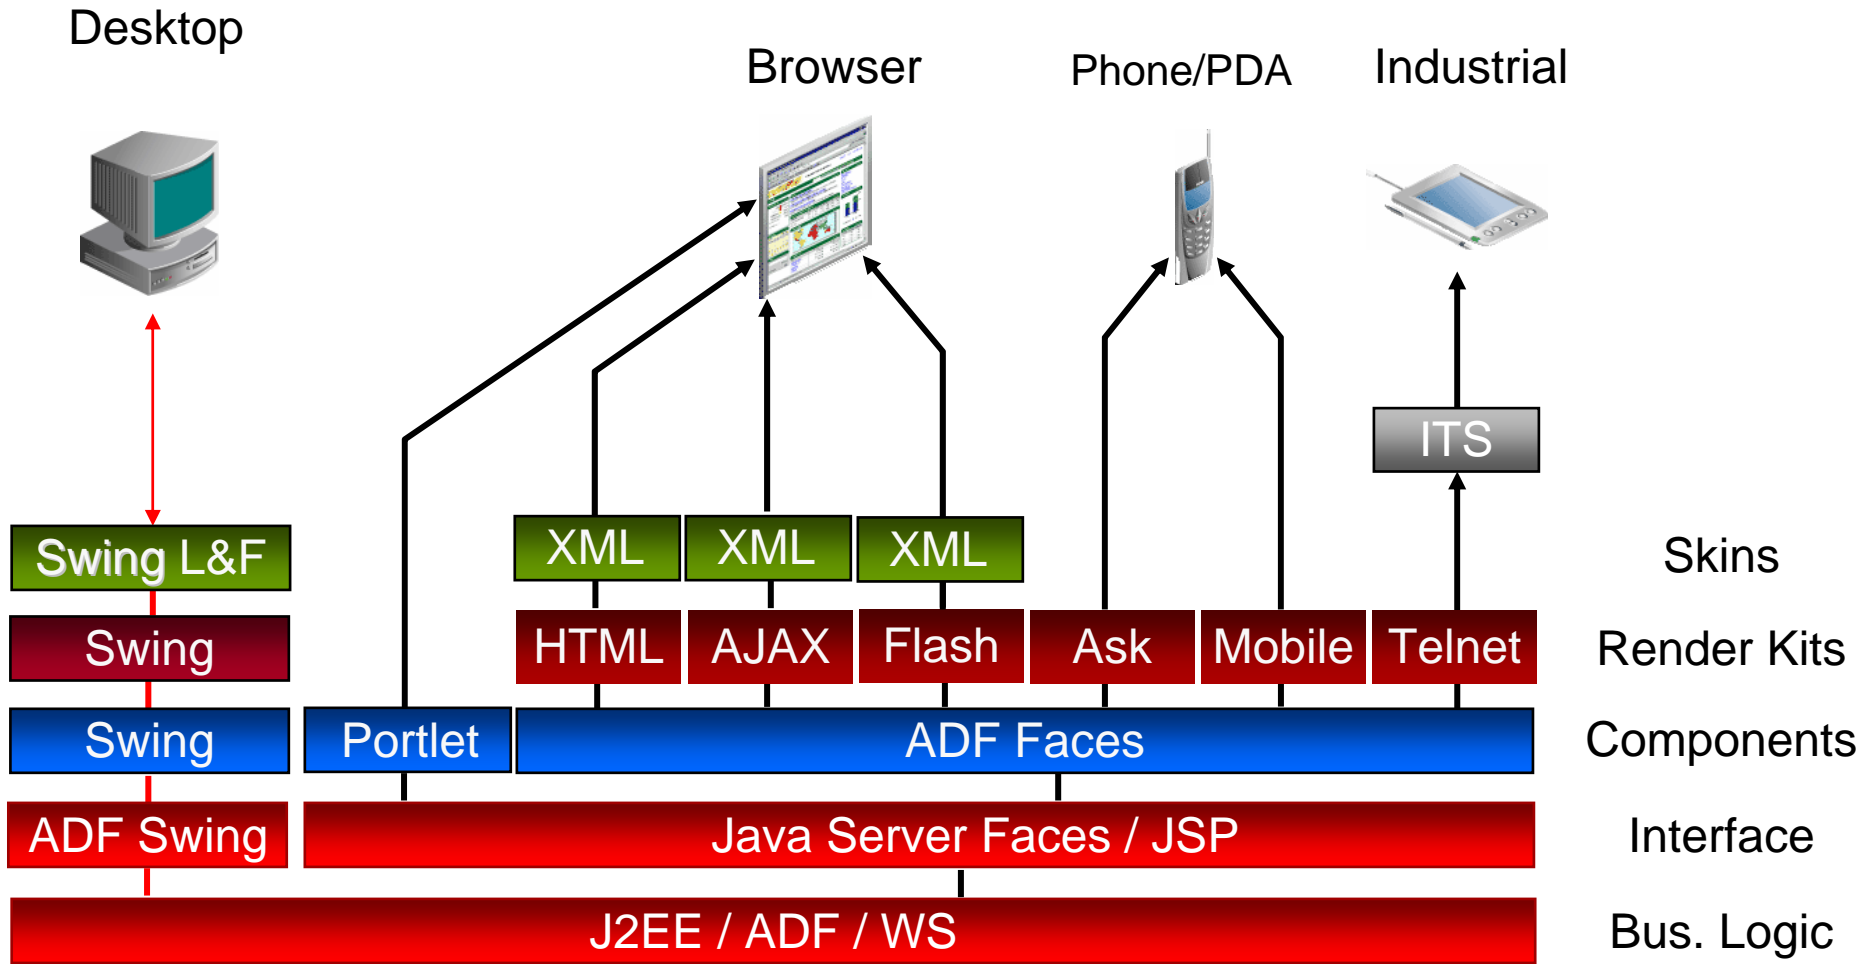 Desktop
Browser
Phone/PDA
Industrial
ITS
Swing L&F
XML
XML
XML
Skins
Swing
HTML
AJAX
Flash
Ask
Mobile
Telnet
Render Kits
Swing
Portlet
ADF Faces
Components
ADF Swing
Java Server Faces / JSP
Interface
J2EE / ADF / WS
Bus. Logic